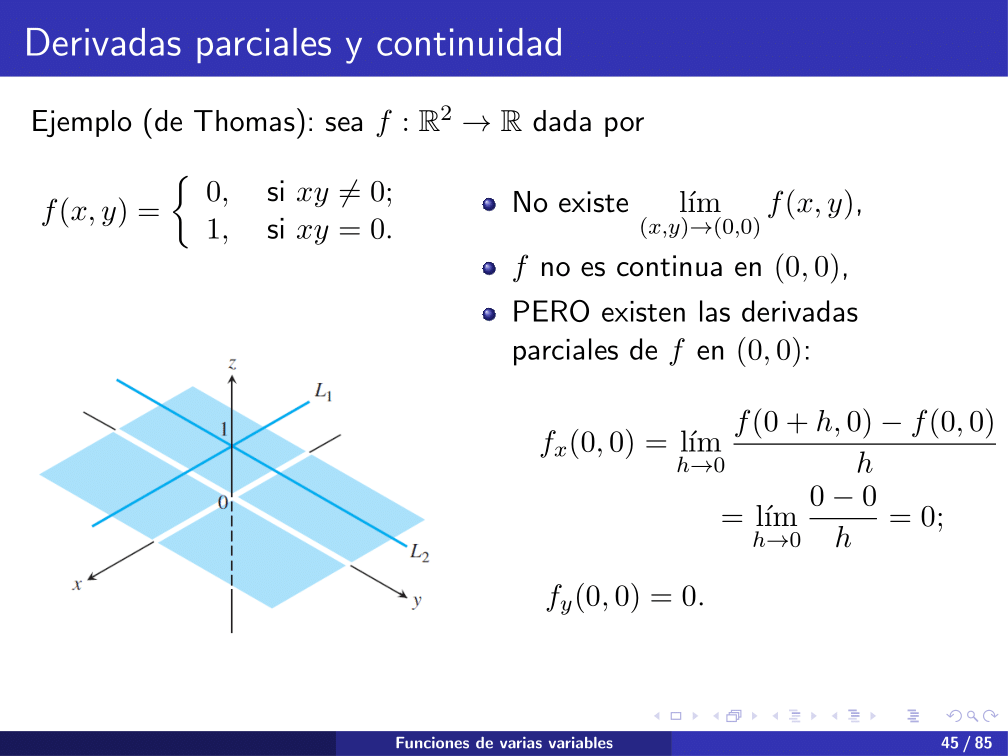 Derivadas parciales y continuidad
Ejemplo (de Thomas): sea f : ℝ² → ℝ dada por
f(x, y) = { 0, si xy ≠ 0;
1, si xy = 0.
No existe lím_{(x,y)→(0,0)} f(x, y),
f no es continua en (0, 0),
PERO existen las derivadas
parciales de f en (0, 0):
f_x(0, 0) = lím_{h→0} \frac{f(0 + h, 0) − f(0, 0)}{h}
= lím_{h→0} \frac{0 − 0}{h} = 0;
f_y(0, 0) = 0.
z
L₁
1
0
L₂
x
y
Funciones de varias variables
45 / 85